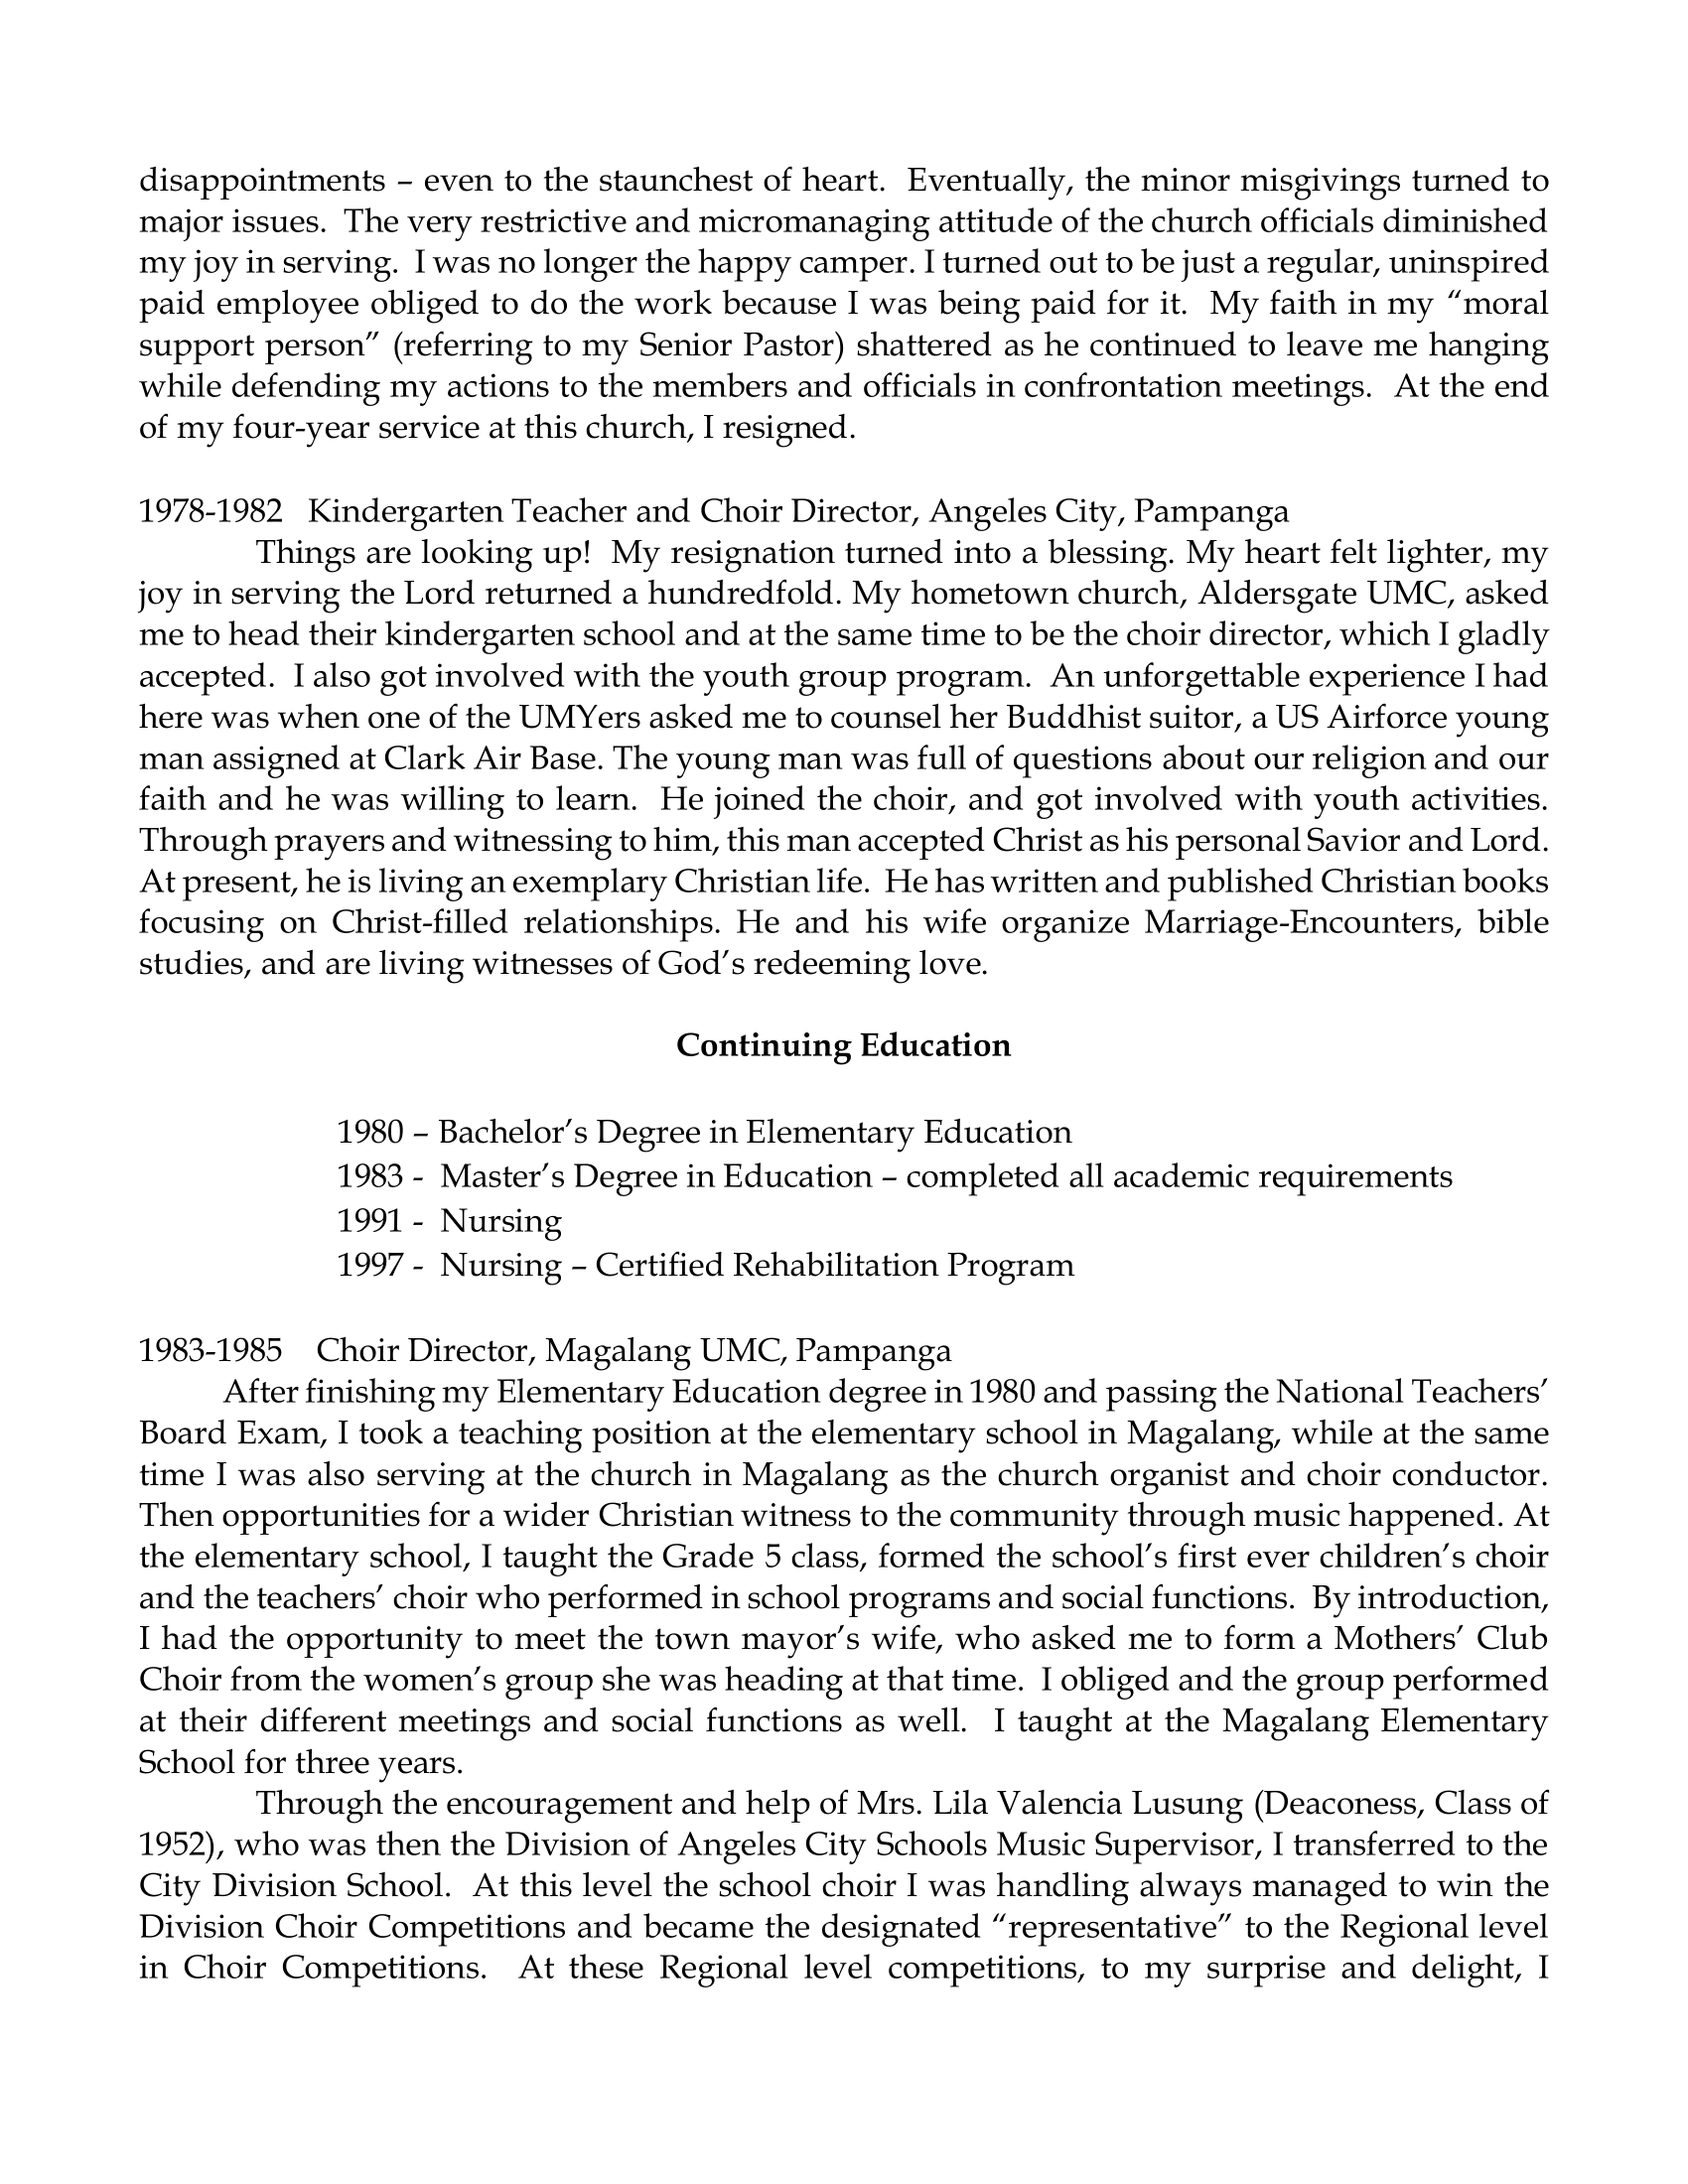 disappointments – even to the staunchest of heart.  Eventually, the minor misgivings turned to
major issues.  The very restrictive and micromanaging attitude of the church officials diminished
my joy in serving.  I was no longer the happy camper. I turned out to be just a regular, uninspired
paid employee obliged to do the work because I was being paid for it.  My faith in my “moral
support person” (referring to my Senior Pastor) shattered as he continued to leave me hanging
while defending my actions to the members and officials in confrontation meetings.  At the end
of my four-year service at this church, I resigned.
1978-1982   Kindergarten Teacher and Choir Director, Angeles City, Pampanga
Things are looking up!  My resignation turned into a blessing. My heart felt lighter, my
joy in serving the Lord returned a hundredfold. My hometown church, Aldersgate UMC, asked
me to head their kindergarten school and at the same time to be the choir director, which I gladly
accepted.  I also got involved with the youth group program.  An unforgettable experience I had
here was when one of the UMYers asked me to counsel her Buddhist suitor, a US Airforce young
man assigned at Clark Air Base. The young man was full of questions about our religion and our
faith and he was willing to learn.  He joined the choir, and got involved with youth activities.
Through prayers and witnessing to him, this man accepted Christ as his personal Savior and Lord.
At present, he is living an exemplary Christian life.  He has written and published Christian books
focusing on Christ-filled relationships. He and his wife organize Marriage-Encounters, bible
studies, and are living witnesses of God’s redeeming love.
Continuing Education
1980 – Bachelor’s Degree in Elementary Education
1983 -  Master’s Degree in Education – completed all academic requirements
1991 -  Nursing
1997 -  Nursing – Certified Rehabilitation Program
1983-1985    Choir Director, Magalang UMC, Pampanga
After finishing my Elementary Education degree in 1980 and passing the National Teachers’
Board Exam, I took a teaching position at the elementary school in Magalang, while at the same
time I was also serving at the church in Magalang as the church organist and choir conductor.
Then opportunities for a wider Christian witness to the community through music happened. At
the elementary school, I taught the Grade 5 class, formed the school’s first ever children’s choir
and the teachers’ choir who performed in school programs and social functions.  By introduction,
I had the opportunity to meet the town mayor’s wife, who asked me to form a Mothers’ Club
Choir from the women’s group she was heading at that time.  I obliged and the group performed
at their different meetings and social functions as well.  I taught at the Magalang Elementary
School for three years.
Through the encouragement and help of Mrs. Lila Valencia Lusung (Deaconess, Class of
1952), who was then the Division of Angeles City Schools Music Supervisor, I transferred to the
City Division School.  At this level the school choir I was handling always managed to win the
Division Choir Competitions and became the designated “representative” to the Regional level
in Choir Competitions.  At these Regional level competitions, to my surprise and delight, I